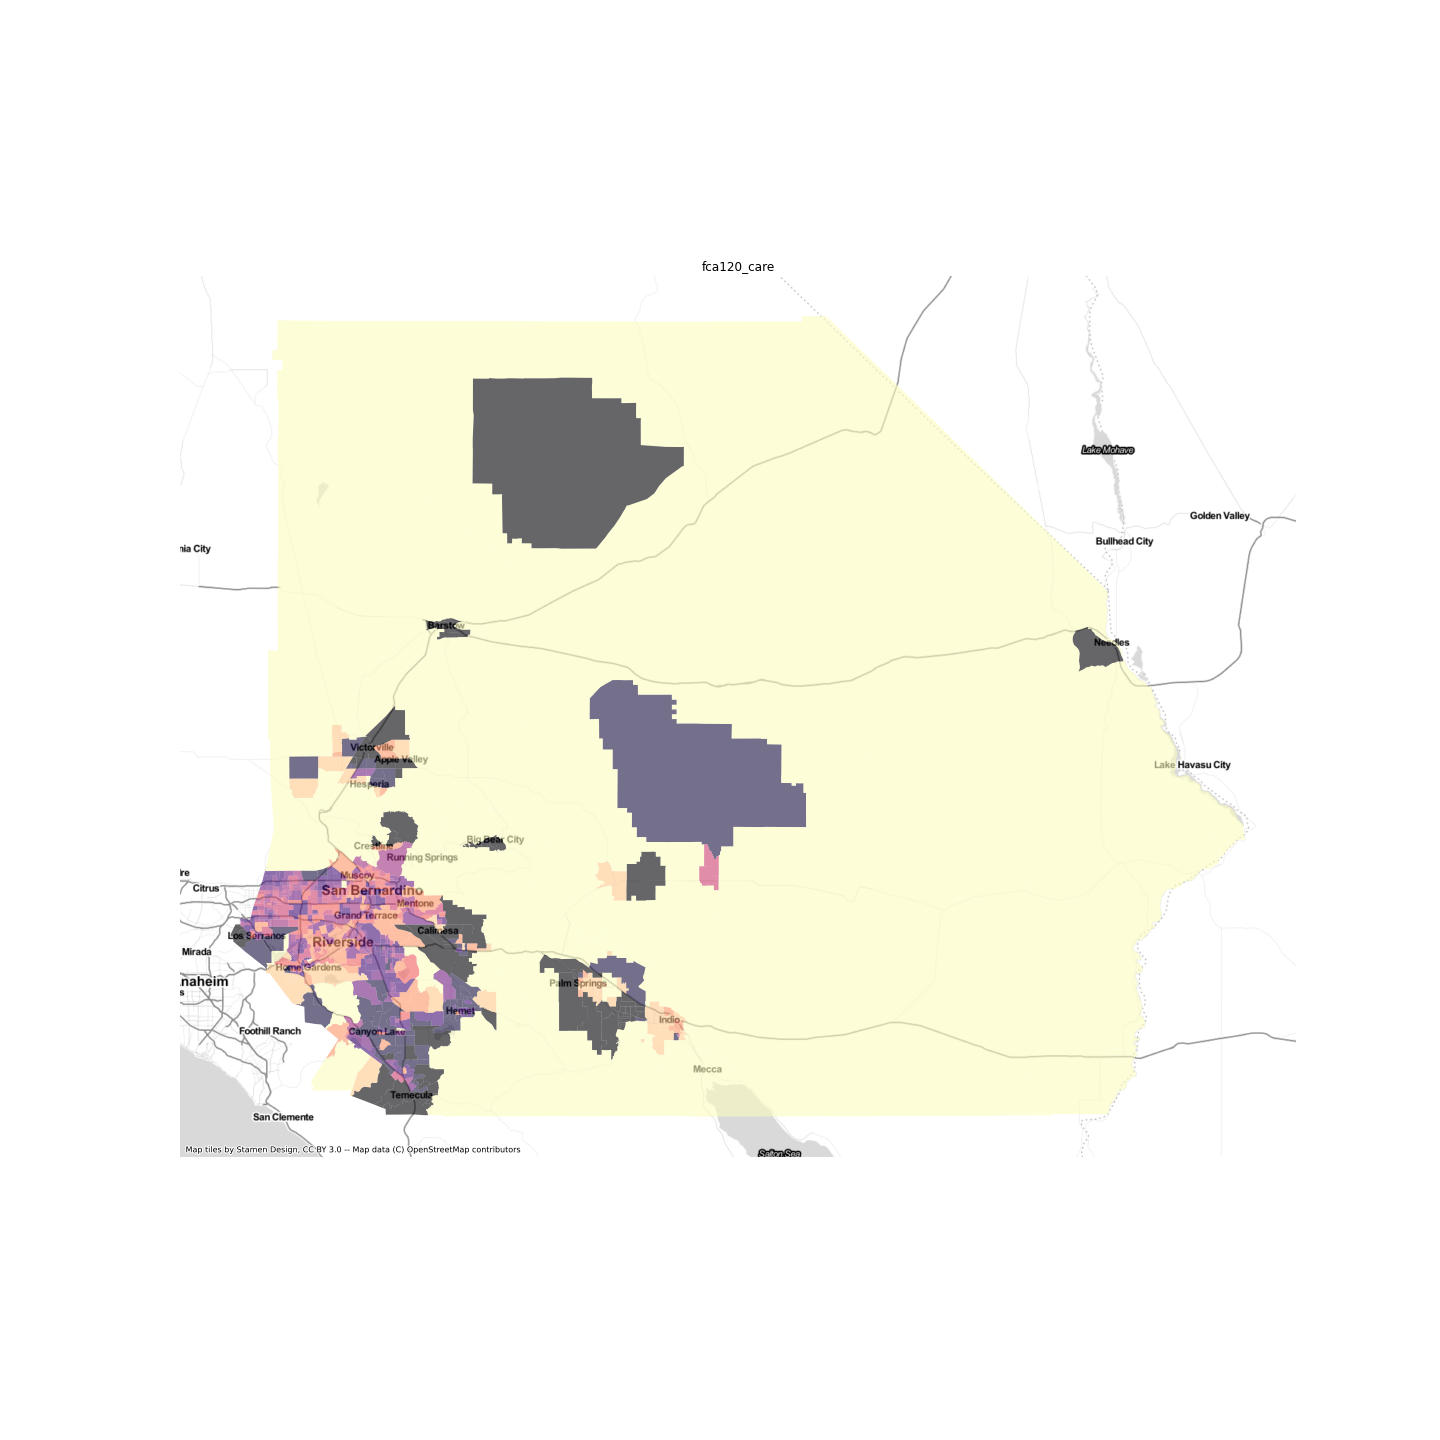 fca120_care
Lake Mohave
Golden Valley
Bullhead City
nia City
Barstow
Needles
Victorville
Apple Valley
Hesperia
Lake Havasu City
Big Bear City
Crestline
Running Springs
Muscoy
Citrus
San Bernardino
Mentone
Grand Terrace
Calimesa
Los Serranos
Riverside
Mirada
Home Gardens
naheim
s
Palm Springs
Hemet
Indio
Foothill Ranch
Canyon Lake
Mecca
Temecula
San Clemente
Map tiles by Stamen Design, CC BY 3.0 -- Map data (C) OpenStreetMap contributors
Salton Sea